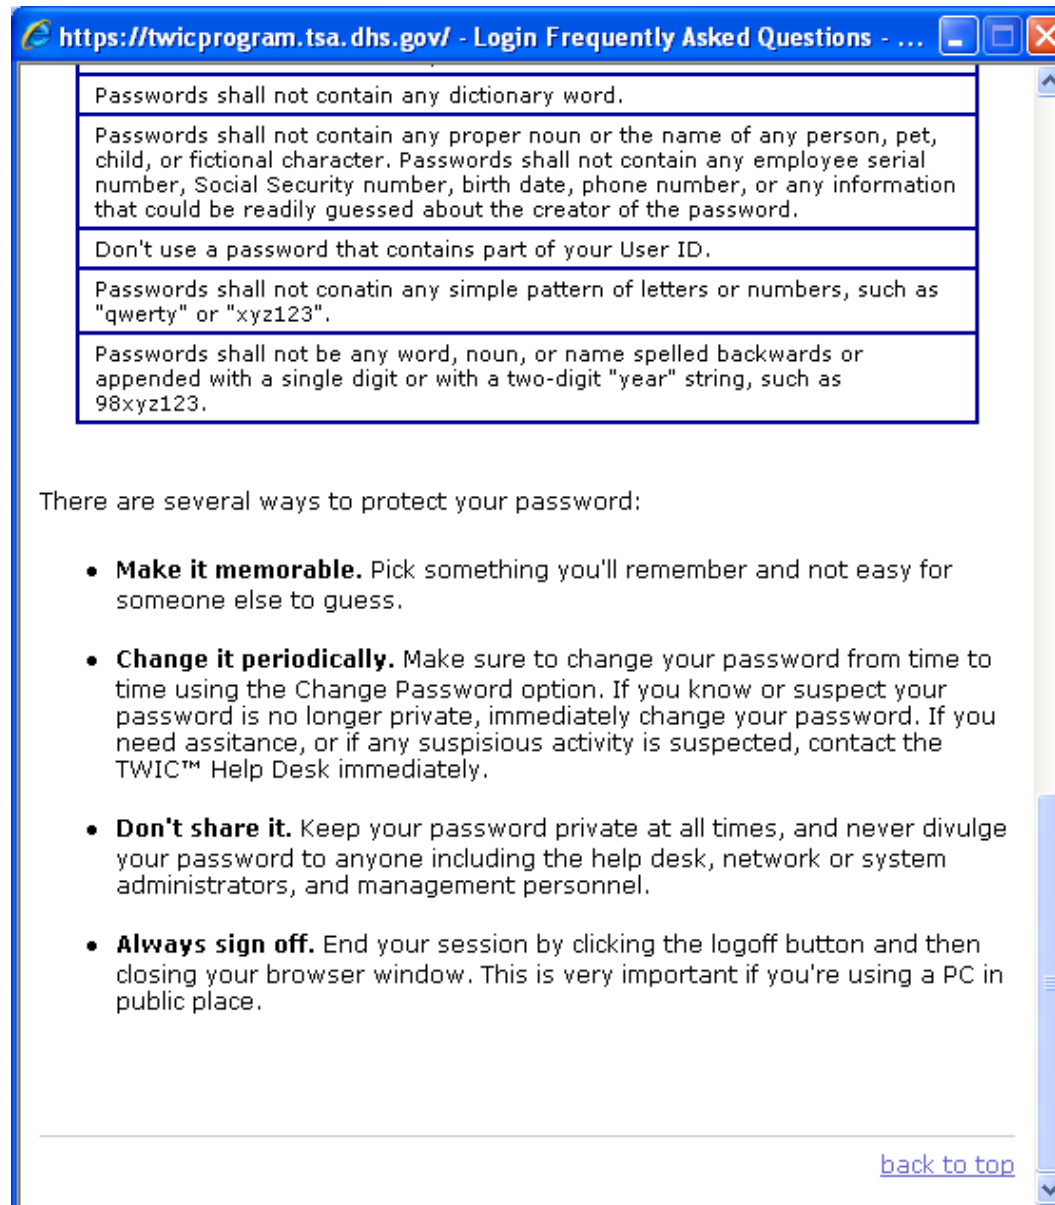 https://twicprogram.tsa.dhs.gov/ - Login Frequently Asked Questions - ...
Passwords shall not contain any dictionary word.
Passwords shall not contain any proper noun or the name of any person, pet,
child, or fictional character. Passwords shall not contain any employee serial
number, Social Security number, birth date, phone number, or any information
that could be readily guessed about the creator of the password.
Don't use a password that contains part of your User ID.
Passwords shall not conatin any simple pattern of letters or numbers, such as
"qwerty" or "xyz123".
Passwords shall not be any word, noun, or name spelled backwards or
appended with a single digit or with a two-digit "year" string, such as
98xyz123.
There are several ways to protect your password:
• Make it memorable. Pick something you'll remember and not easy for
someone else to guess.
• Change it periodically. Make sure to change your password from time to
time using the Change Password option. If you know or suspect your
password is no longer private, immediately change your password. If you
need assitance, or if any suspisious activity is suspected, contact the
TWIC™ Help Desk immediately.
• Don't share it. Keep your password private at all times, and never divulge
your password to anyone including the help desk, network or system
administrators, and management personnel.
• Always sign off. End your session by clicking the logoff button and then
closing your browser window. This is very important if you're using a PC in
public place.
back to top